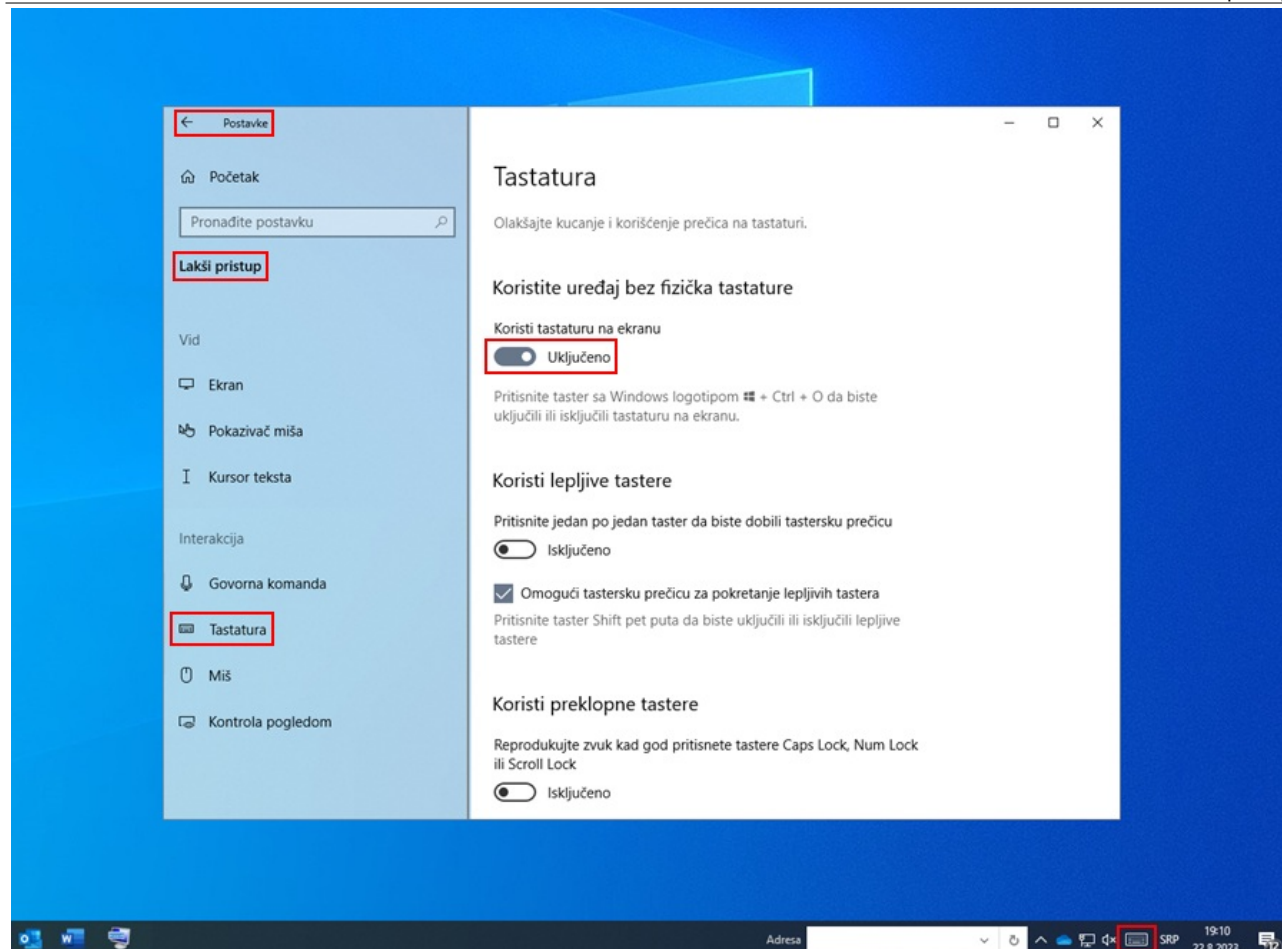 Postavke
Početak
Pronađite postavku
Lakši pristup
Vid
Ekran
Pokazivač miša
Kursor teksta
Interakcija
Govorna komanda
Tastatura
Miš
Kontrola pogledom
Tastatura
Olakšajte kucanje i korišćenje prečica na tastaturi.
Koristite uređaj bez fizička tastature
Koristi tastaturu na ekranu
Uključeno
Pritisnite taster sa Windows logotipom + Ctrl + O da biste
uključili ili isključili tastaturu na ekranu.
Koristi lepljive tastere
Pritisnite jedan po jedan taster da biste dobili tastersku prečicu
Isključeno
Omogući tastersku prečicu za pokretanje lepljivih tastera
Pritisnite taster Shift pet puta da biste uključili ili isključili lepljive
tastere
Koristi preklopne tastere
Reprodukujte zvuk kad god pritisnete tastere Caps Lock, Num Lock
ili Scroll Lock
Isključeno
Adresa
SRP
19:10
22.8.2023